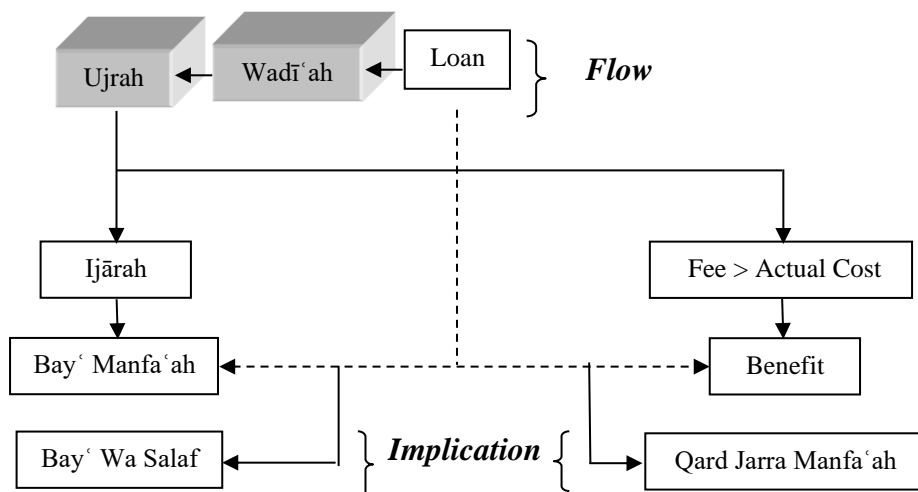 Ujrah
Wadīʿah
Loan
Flow
Ijārah
Fee > Actual Cost
Bayʿ Manfaʿah
Benefit
Bayʿ Wa Salaf
Implication
Qard Jarra Manfaʿah